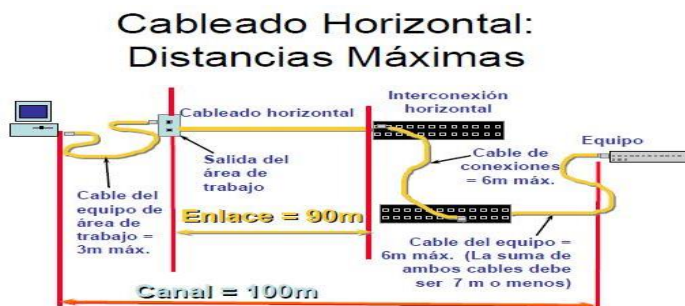 Cableado Horizontal:
Distancias Máximas
Cableado horizontal
Interconexión
horizontal
Equipo
Salida del
área de
trabajo
Cable de
conexiones
= 6m máx.
Cable del
equipo de
área de
trabajo =
3m máx.
Enlace = 90m
Cable del equipo =
6m máx. (La suma de
ambos cables debe
ser 7 m o menos)
Canal = 100m